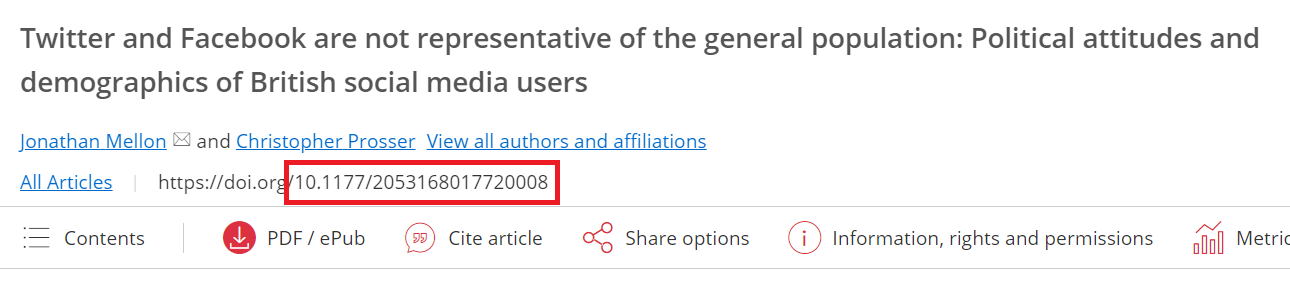 Twitter and Facebook are not representative of the general population: Political attitudes and
demographics of British social media users
Jonathan Mellon and Christopher Prosser View all authors and affiliations
All Articles https://doi.org/10.1177/2053168017720008
Contents PDF / ePub Cite article Share options Information, rights and permissions Metric